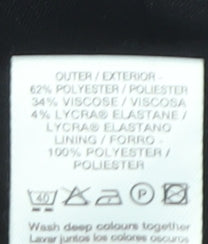 OUTER / EXTERIOR -
62% POLYESTER / POLIESTER
34% VISCOSE / VISCOSA
4% LYCRA® ELASTANE /
LYCRA® ELASTANO
LINING / FORRO -
100% POLYESTER /
POLIESTER
40 P
Wash deep colours together
Lavar juntos los colores oscuros